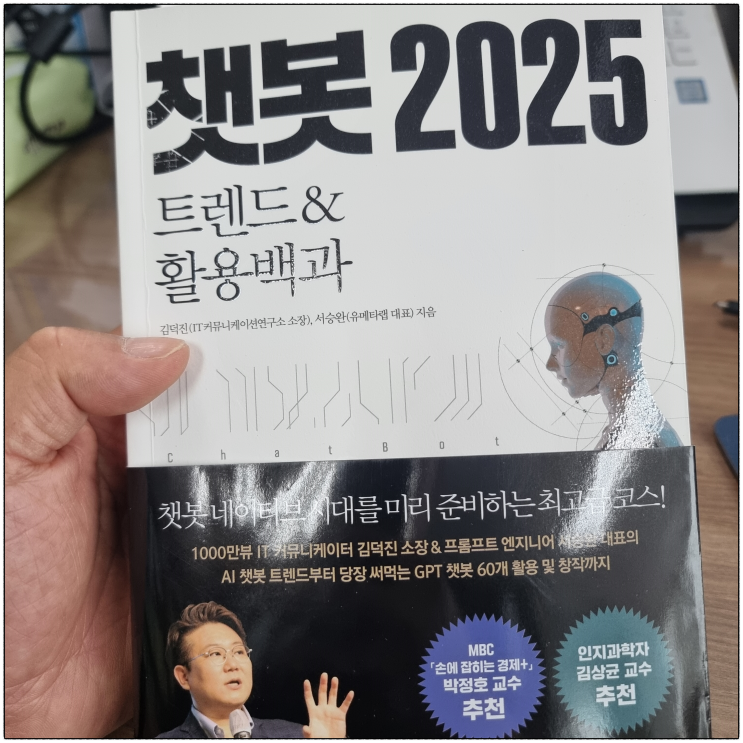 챗봇 2025
트렌드 &
활용백과
김덕진(IT커뮤니케이션연구소 소장), 서승완(유메타랩 대표) 지음
ChatBot
챗봇 네이티브 시대를 미리 준비하는 최고급 코스!
1000만뷰 IT 커뮤니케이터 김덕진 소장 & 프롬프트 엔지니어 서승완 대표의
AI 챗봇 트렌드부터 당장 써먹는 GPT 챗봇 60개 활용 및 창작까지
MBC
「손에 잡히는 경제+」
박정호 교수
추천
인지과학자
김상균 교수
추천